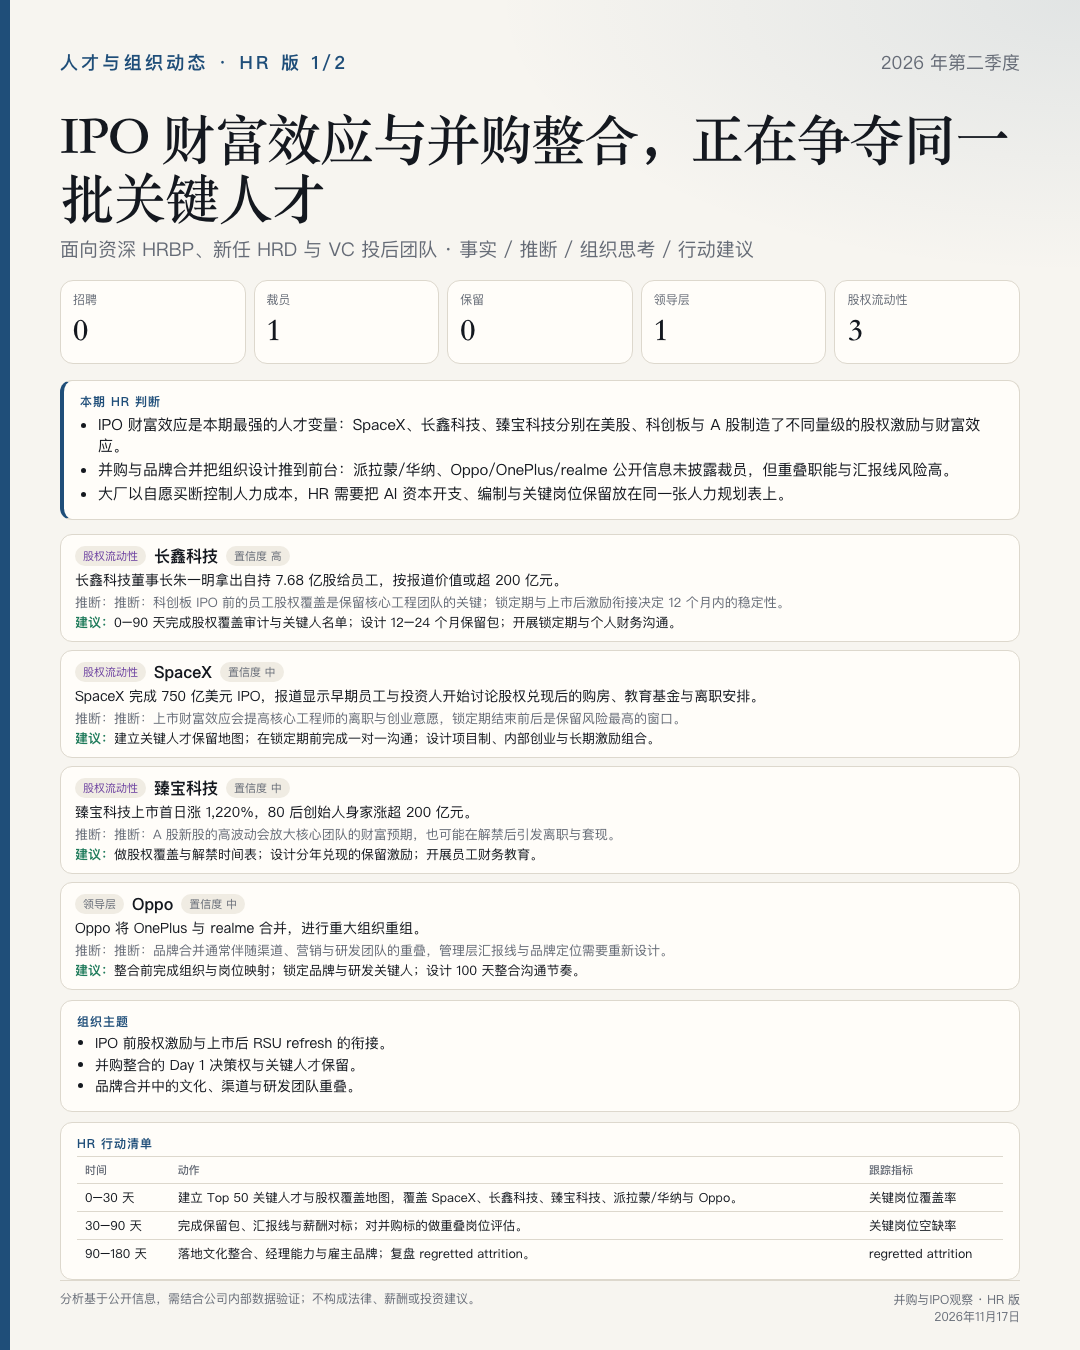 人才与组织动态 · HR 版 1/2
2026 年第二季度
IPO 财富效应与并购整合，正在争夺同一
批关键人才
面向资深 HRBP、新任 HRD 与 VC 投后团队 · 事实 / 推断 / 组织思考 / 行动建议
招聘
0
裁员
1
保留
0
领导层
1
股权流动性
3
本期 HR 判断
• IPO 财富效应是本期最强的人才变量：SpaceX、长鑫科技、臻宝科技分别在美股、科创板与 A 股制造了不同量级的股权激励与财富效
应。
• 并购与品牌合并把组织设计推到前台：派拉蒙/华纳、Oppo/OnePlus/realme 公开信息未披露裁员，但重叠职能与汇报线风险高。
• 大厂以自愿买断控制人力成本，HR 需要把 AI 资本开支、编制与关键岗位保留放在同一张人力规划表上。
股权流动性 长鑫科技 置信度 高
长鑫科技董事长朱一明拿出自持 7.68 亿股给员工，按报道价值或超 200 亿元。
推断：推断：科创板 IPO 前的员工股权覆盖是保留核心工程团队的关键；锁定期与上市后激励衔接决定 12 个月内的稳定性。
建议：0—90 天完成股权覆盖审计与关键人名单；设计 12—24 个月保留包；开展锁定期与个人财务沟通。
股权流动性 SpaceX 置信度 中
SpaceX 完成 750 亿美元 IPO，报道显示早期员工与投资人开始讨论股权兑现后的购房、教育基金与离职安排。
推断：推断：上市财富效应会提高核心工程师的离职与创业意愿，锁定期结束前后是保留风险最高的窗口。
建议：建立关键人才保留地图；在锁定期前完成一对一沟通；设计项目制、内部创业与长期激励组合。
股权流动性 臻宝科技 置信度 中
臻宝科技上市首日涨 1,220%，80 后创始人身家涨超 200 亿元。
推断：推断：A 股新股的高波动会放大核心团队的财富预期，也可能在解禁后引发离职与套现。
建议：做股权覆盖与解禁时间表；设计分年兑现的保留激励；开展员工财务教育。
领导层 Oppo 置信度 中
Oppo 将 OnePlus 与 realme 合并，进行重大组织重组。
推断：推断：品牌合并通常伴随渠道、营销与研发团队的重叠，管理层汇报线与品牌定位需要重新设计。
建议：整合前完成组织与岗位映射；锁定品牌与研发关键人；设计 100 天整合沟通节奏。
组织主题
• IPO 前股权激励与上市后 RSU refresh 的衔接。
• 并购整合的 Day 1 决策权与关键人才保留。
• 品牌合并中的文化、渠道与研发团队重叠。
HR 行动清单
时间 动作 跟踪指标
0—30 天 建立 Top 50 关键人才与股权覆盖地图，覆盖 SpaceX、长鑫科技、臻宝科技、派拉蒙/华纳与 Oppo。 关键岗位覆盖率
30—90 天 完成保留包、汇报线与薪酬对标；对并购标的做重叠岗位评估。 关键岗位空缺率
90—180 天 落地文化整合、经理能力与雇主品牌；复盘 regretted attrition。 regretted attrition
分析基于公开信息，需结合公司内部数据验证；不构成法律、薪酬或投资建议。
并购与IPO观察 · HR 版
2026年11月17日